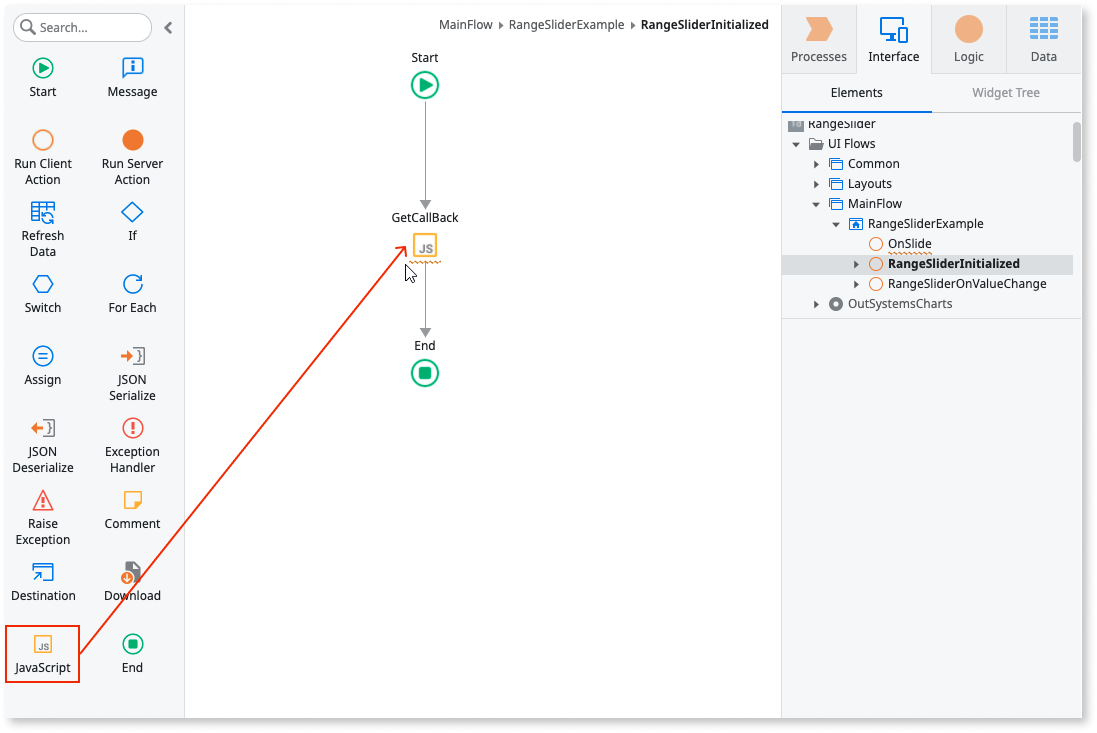 Search...
Start
Message
Run Client
Action
Run Server
Action
Refresh
Data
If
Switch
For Each
Assign
JSON
Serialize
JSON
Deserialize
Exception
Handler
Raise
Exception
Comment
Destination
Download
JS
JavaScript
End
MainFlow RangeSliderExample RangeSliderInitialized
Start
GetCallBack
JS
End
Processes
Interface
Logic
Data
Elements
Widget Tree
RangeSlider
UI Flows
Common
Layouts
MainFlow
RangeSliderExample
OnSlide
RangeSliderInitialized
RangeSliderOnValueChange
OutSystemsCharts